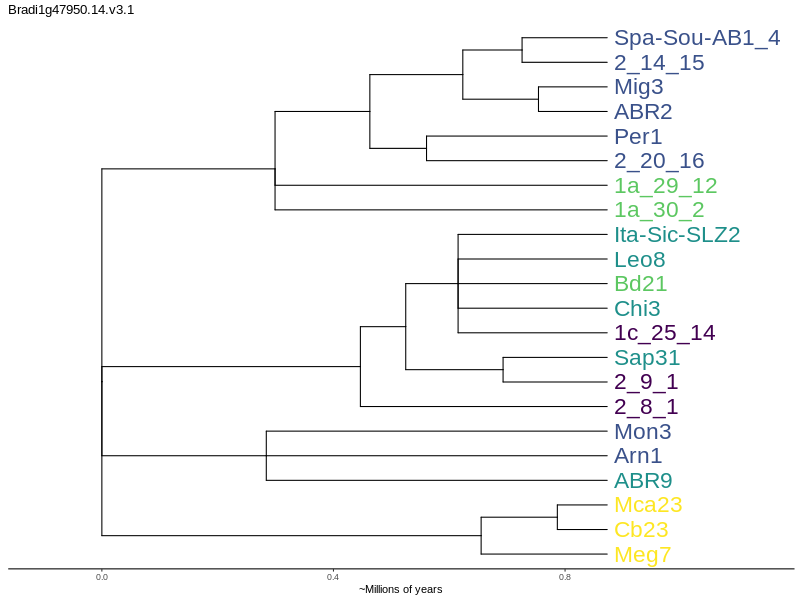 Bradi1g47950.14.v3.1
Spa-Sou-AB1_4
2_14_15
Mig3
ABR2
Per1
2_20_16
1a_29_12
1a_30_2
Ita-Sic-SLZ2
Leo8
Bd21
Chi3
1c_25_14
Sap31
2_9_1
2_8_1
Mon3
Arn1
ABR9
Mca23
Cb23
Meg7
0.0 0.4 0.8
~Millions of years